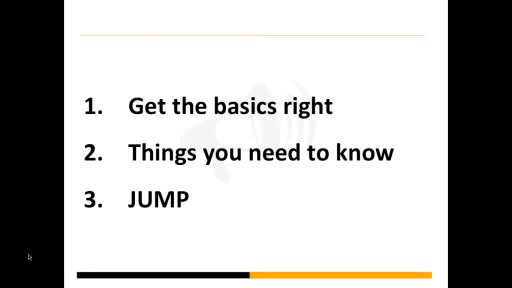 1. Get the basics right
2. Things you need to know
3. JUMP